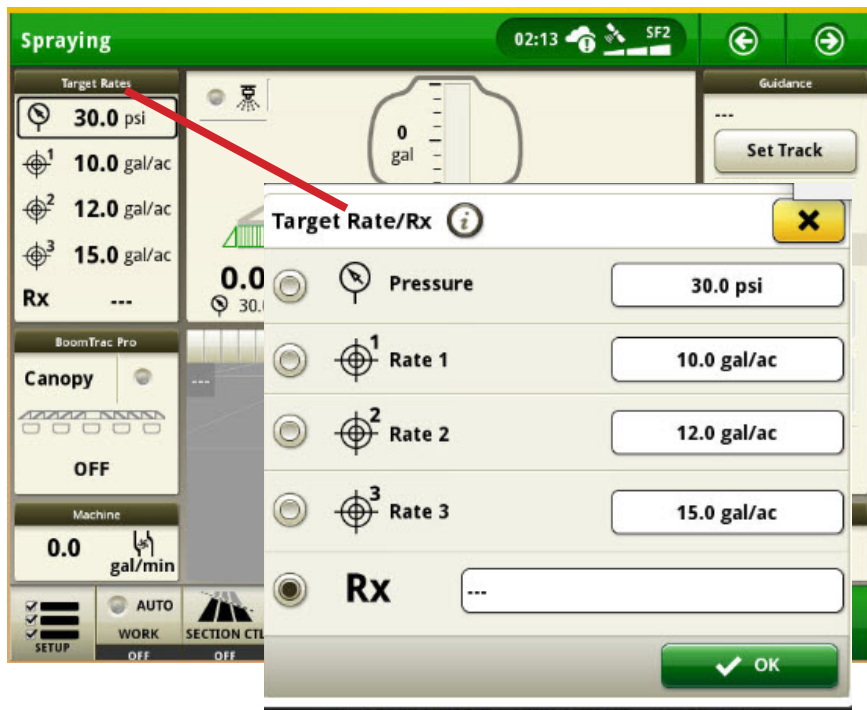 Spraying
02:13
SF2
Target Rates
30.0 psi
1 10.0 gal/ac
2 12.0 gal/ac
3 15.0 gal/ac
Rx ---
0
gal
0.0
30.
Guidance
---
Set Track
BoomTrac Pro
Canopy
OFF
---
Machine
0.0
gal/min
SETUP
AUTO
WORK
OFF
SECTION CTL
OFF
Target Rate/Rx i
Pressure 30.0 psi
1 Rate 1 10.0 gal/ac
2 Rate 2 12.0 gal/ac
3 Rate 3 15.0 gal/ac
Rx ---
OK